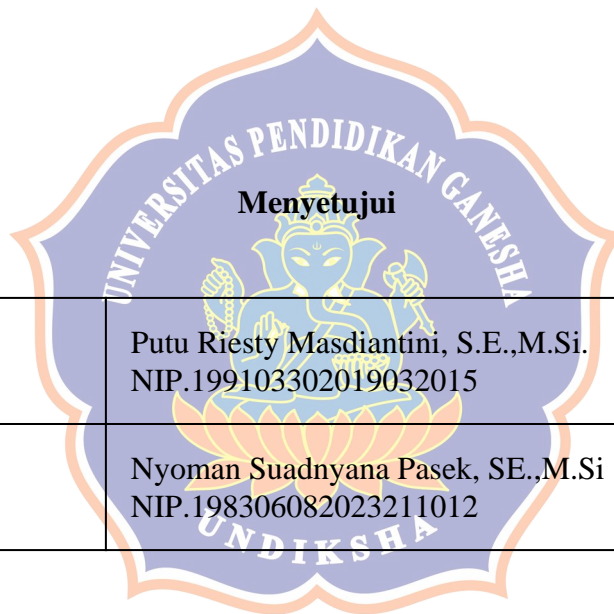 UNIVERSITAS PENDIDIKAN GANESHA
Menyetujui
Putu Riesty Masdiantini, S.E.,M.Si.
NIP.199103302019032015
Nyoman Suadnyana Pasek, SE.,M.Si
NIP.198306082023211012
UNDIKSHA